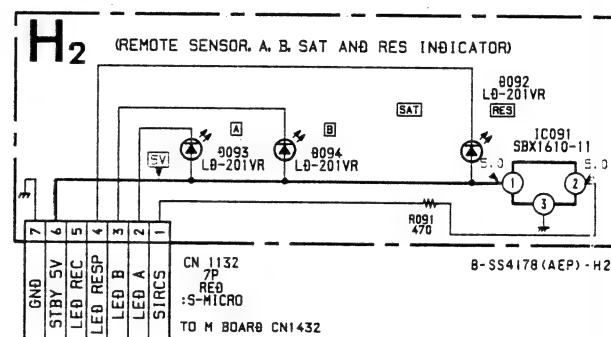 H2 (REMOTE SENSOR. A. B. SAT AND RES INDICATOR)
D092
LD-201VR
SAT RES
IC091
SBX1610-11
A B
5V
D093
LD-201VR
D094
LD-201VR
5.0 5.0
1 2
3
R091
470
7 6 5 4 3 2 1
GND
STBY 5V
LED REC
LED RESP
LED B
LED A
SIRCS
CN 1132
7P
RED
:S-MICRO
TO M BOARD CN1432
B-SS4178(AEP)-H2